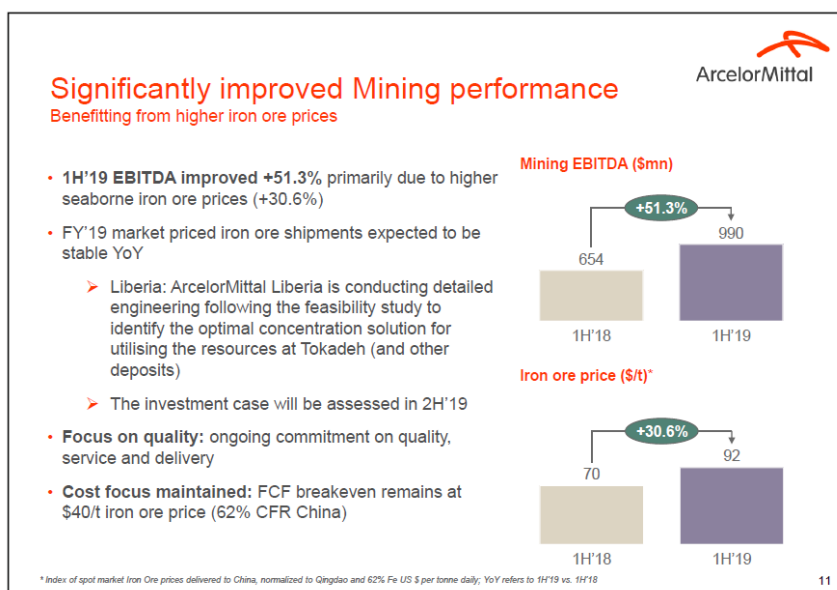 ArcelorMittal
Significantly improved Mining performance
Benefitting from higher iron ore prices
• 1H'19 EBITDA improved +51.3% primarily due to higher
seaborne iron ore prices (+30.6%)
• FY'19 market priced iron ore shipments expected to be
stable YoY
➢ Liberia: ArcelorMittal Liberia is conducting detailed
engineering following the feasibility study to
identify the optimal concentration solution for
utilising the resources at Tokadeh (and other
deposits)
➢ The investment case will be assessed in 2H'19
• Focus on quality: ongoing commitment on quality,
service and delivery
• Cost focus maintained: FCF breakeven remains at
$40/t iron ore price (62% CFR China)
Mining EBITDA ($mn)
+51.3%
990
654
1H'18 1H'19
Iron ore price ($/t)*
+30.6%
92
70
1H'18 1H'19
* Index of spot market Iron Ore prices delivered to China, normalized to Qingdao and 62% Fe US $ per tonne daily; YoY refers to 1H'19 vs. 1H'18
11